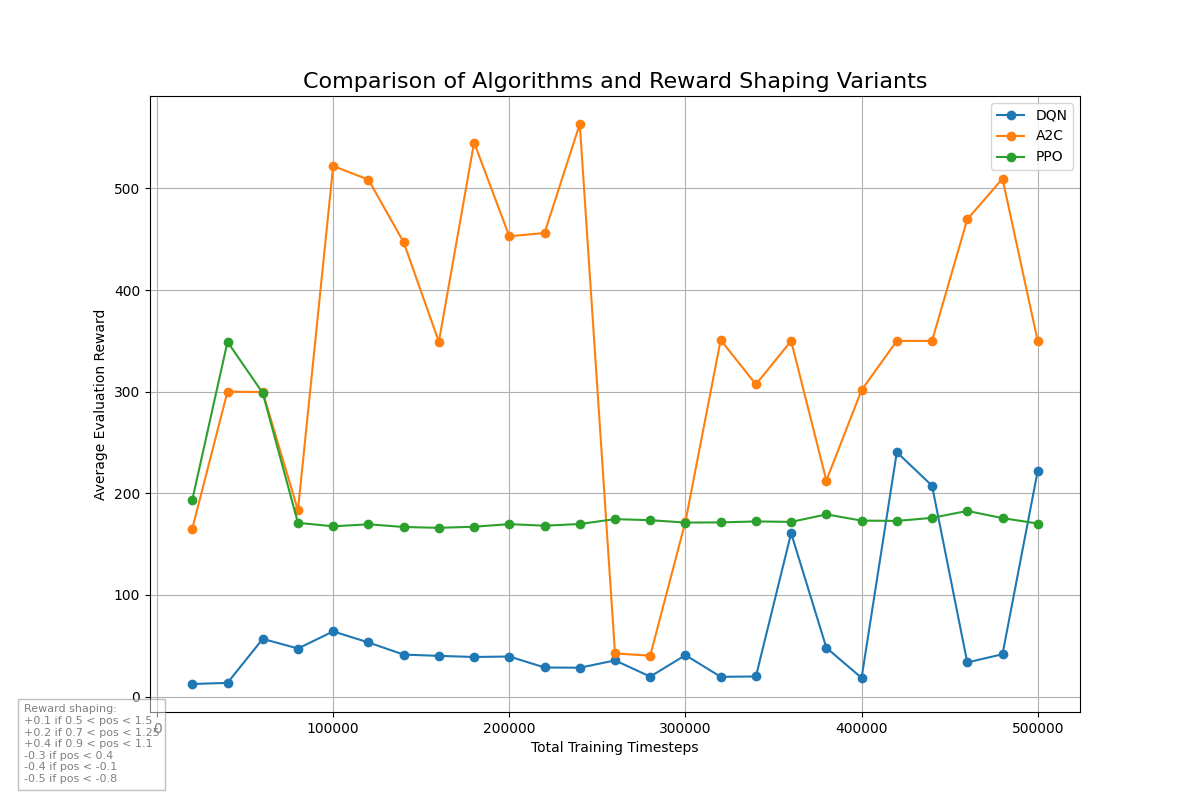 Comparison of Algorithms and Reward Shaping Variants
DQN
A2C
PPO
Average Evaluation Reward
500
400
300
200
100
0
0
100000
200000
300000
400000
500000
Total Training Timesteps
Reward shaping:
+0.1 if 0.5 < pos < 1.5
+0.2 if 0.7 < pos < 1.25
+0.4 if 0.9 < pos < 1.1
-0.3 if pos < 0.4
-0.4 if pos < -0.1
-0.5 if pos < -0.8